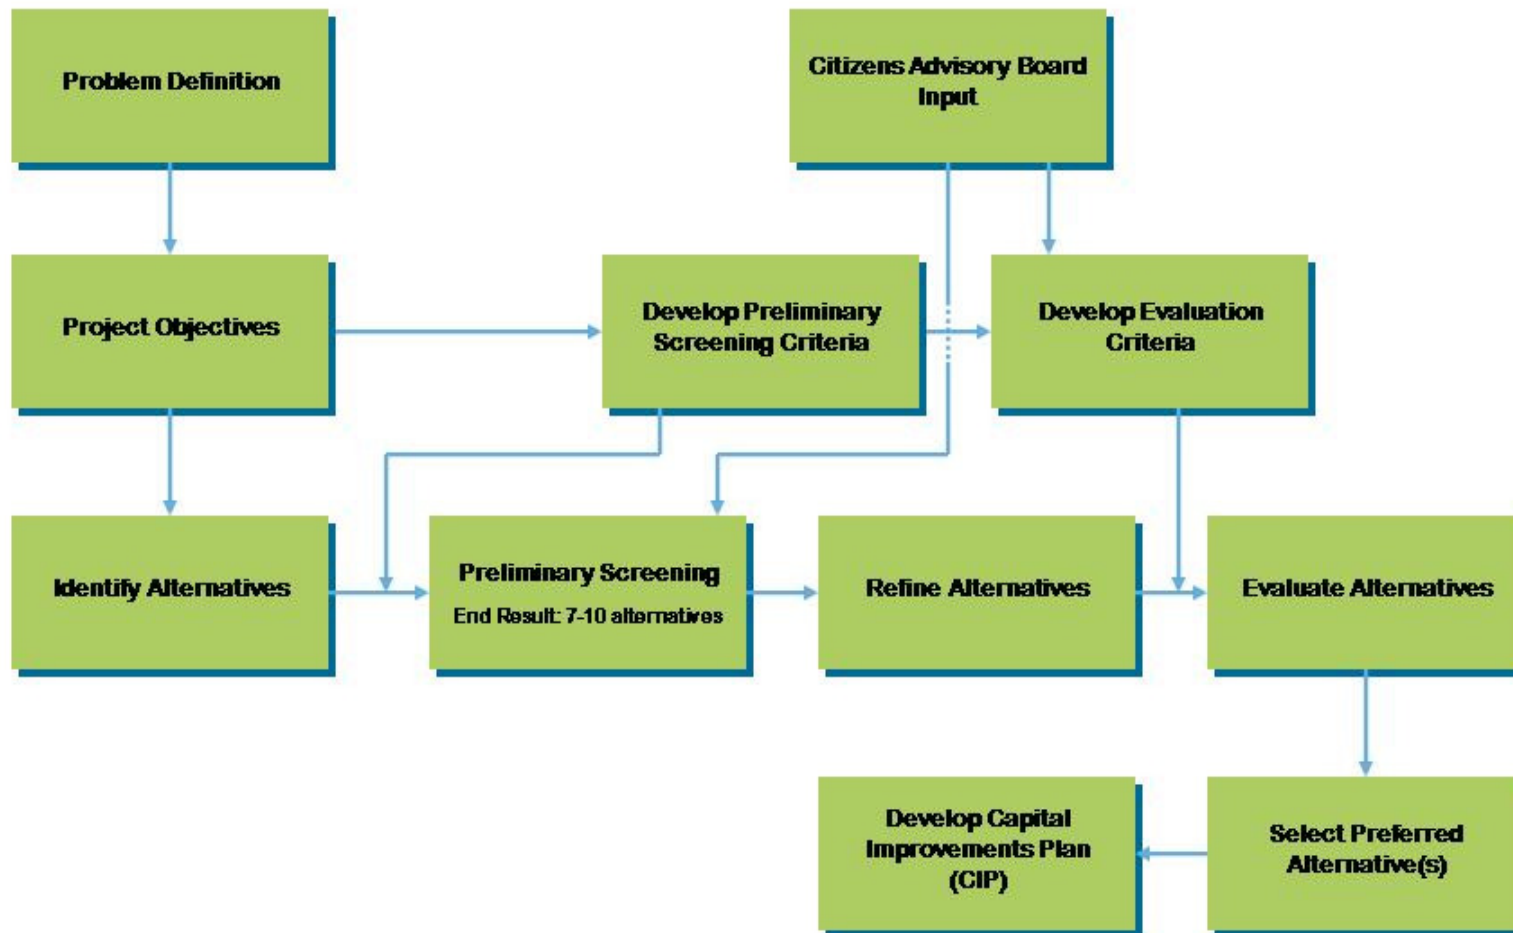 Problem Definition
Citizens Advisory Board
Input
Project Objectives
Develop Preliminary
Screening Criteria
Develop Evaluation
Criteria
Identify Alternatives
Preliminary Screening
End Result: 7-10 alternatives
Refine Alternatives
Evaluate Alternatives
Develop Capital
Improvements Plan
(CIP)
Select Preferred
Alternative(s)